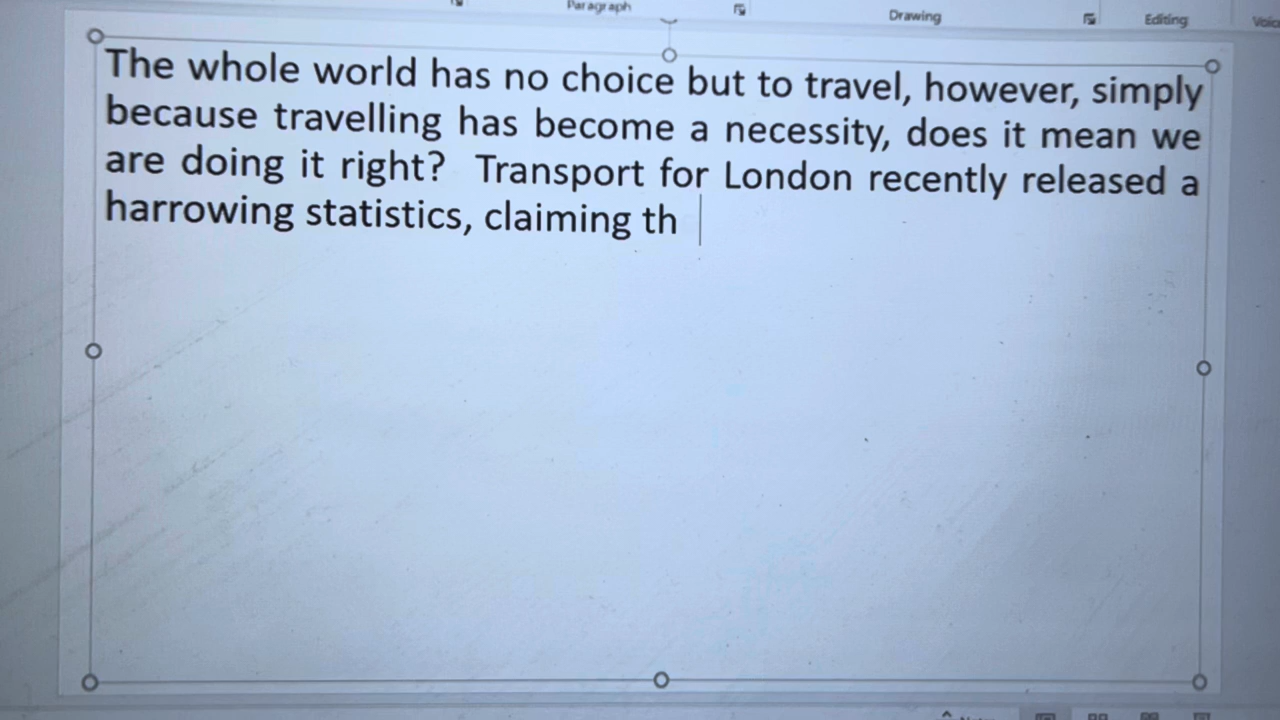 Paragraph
Drawing
Editing
The whole world has no choice but to travel, however, simply
because travelling has become a necessity, does it mean we
are doing it right?  Transport for London recently released a
harrowing statistics, claiming th